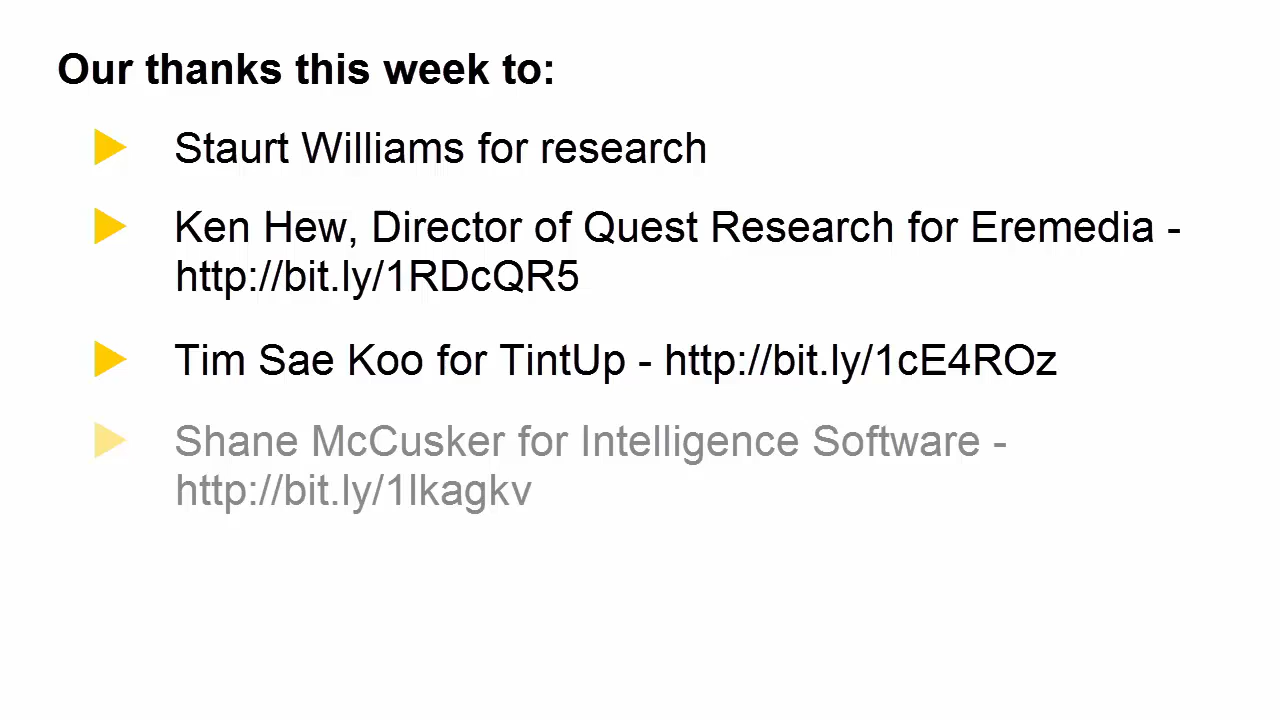 Our thanks this week to:
Staurt Williams for research
Ken Hew, Director of Quest Research for Eremedia -
http://bit.ly/1RDcQR5
Tim Sae Koo for TintUp - http://bit.ly/1cE4ROz
Shane McCusker for Intelligence Software -
http://bit.ly/1lkagkv